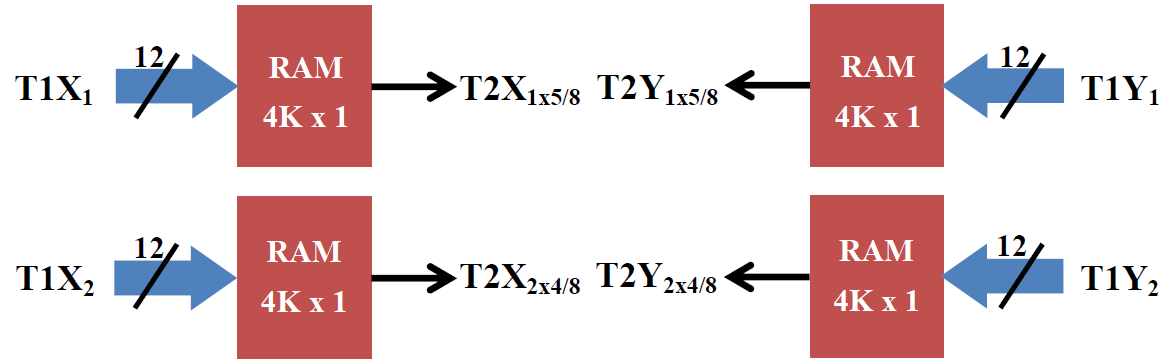 12
T1X₁
RAM
4K x 1
T2X₁ₓ₅/₈
T2Y₁ₓ₅/₈
RAM
4K x 1
12
T1Y₁
12
T1X₂
RAM
4K x 1
T2X₂ₓ₄/₈
T2Y₂ₓ₄/₈
RAM
4K x 1
12
T1Y₂